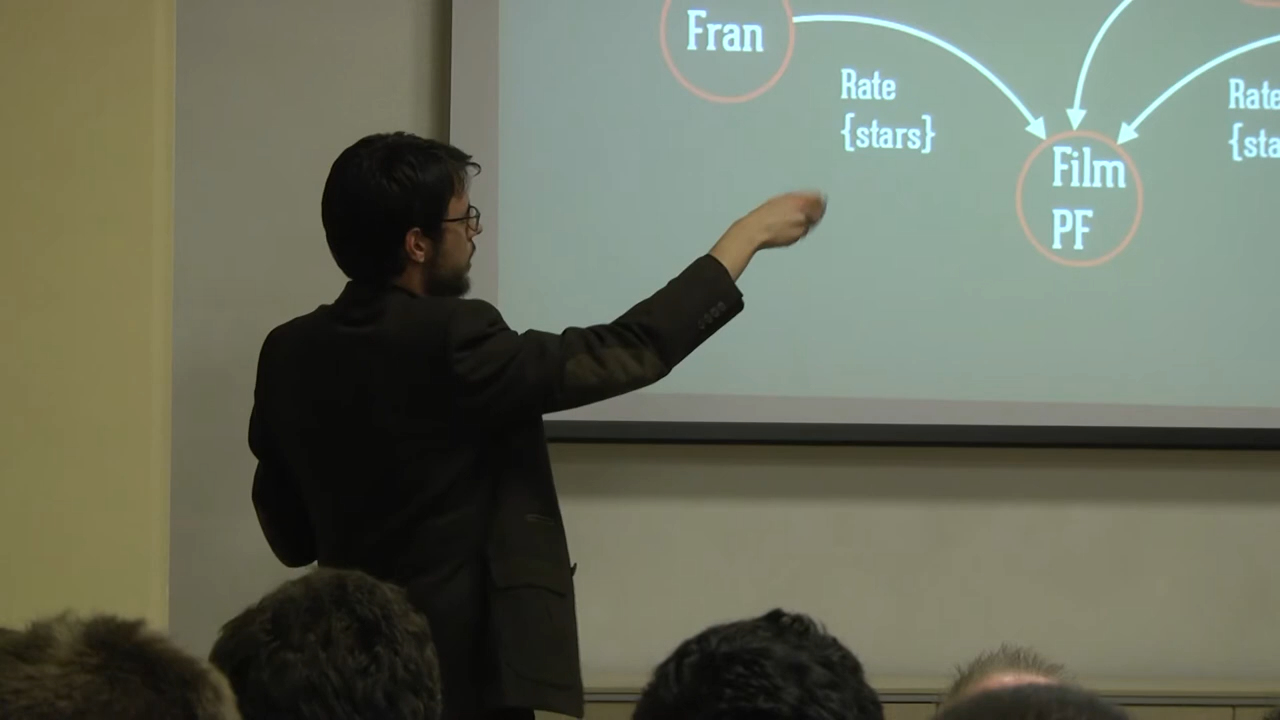 Fran
Rate
{stars}
Film
PF
Rate
{sta